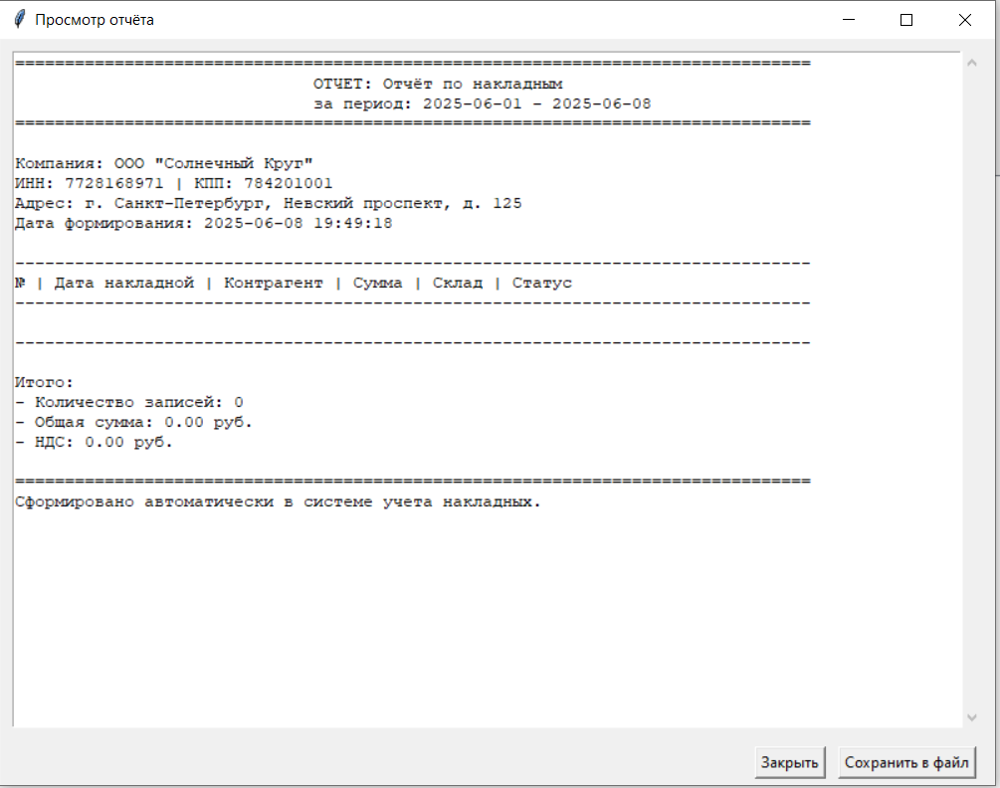 Просмотр отчёта
================================================================================
ОТЧЕТ: Отчёт по накладным
за период: 2025-06-01 - 2025-06-08
================================================================================
Компания: ООО "Солнечный Круг"
ИНН: 7728168971 | КПП: 784201001
Адрес: г. Санкт-Петербург, Невский проспект, д. 125
Дата формирования: 2025-06-08 19:49:18
--------------------------------------------------------------------------------
№ | Дата накладной | Контрагент | Сумма | Склад | Статус
--------------------------------------------------------------------------------
--------------------------------------------------------------------------------
Итого:
- Количество записей: 0
- Общая сумма: 0.00 руб.
- НДС: 0.00 руб.
================================================================================
Сформировано автоматически в системе учета накладных.
Закрыть Сохранить в файл